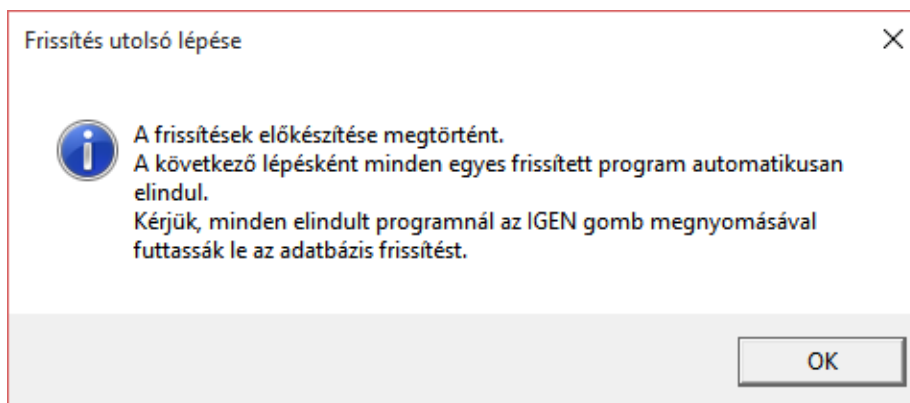 Frissítés utolsó lépése
A frissítések előkészítése megtörtént.
A következő lépésként minden egyes frissített program automatikusan
elindul.
Kérjük, minden elindult programnál az IGEN gomb megnyomásával
futtassák le az adatbázis frissítést.
OK